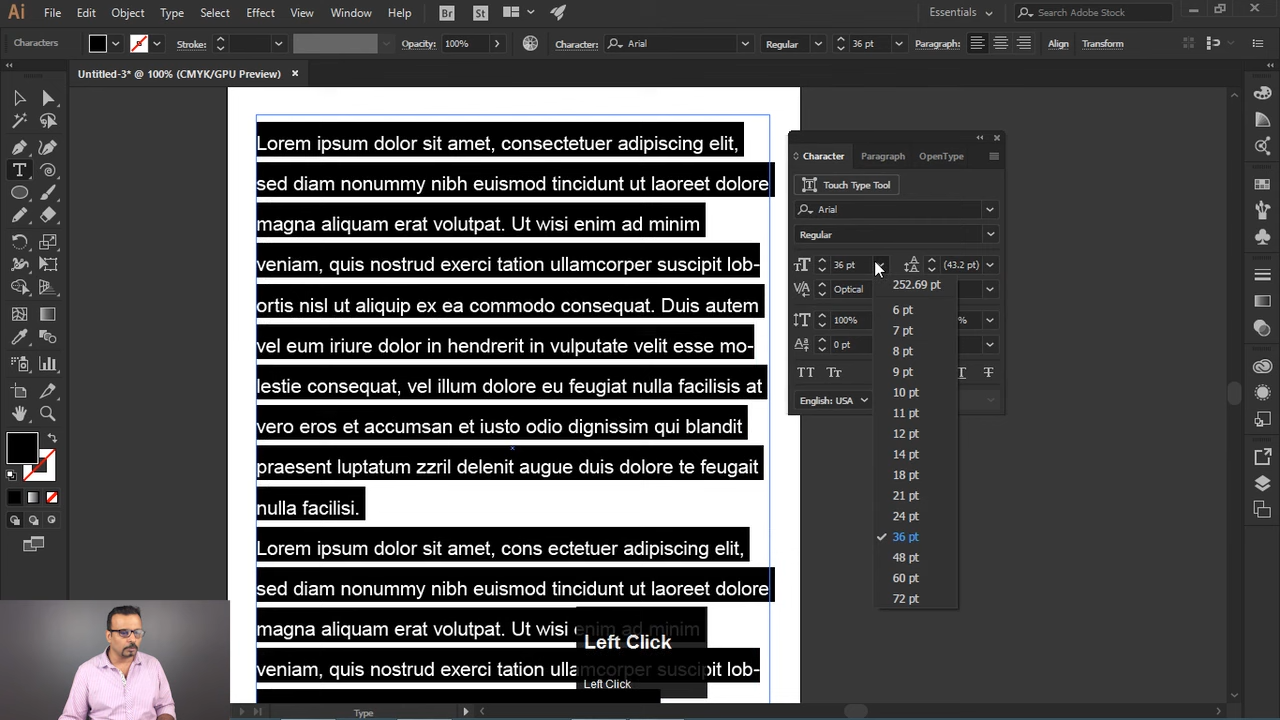 Ai File Edit Object Type Select Effect View Window Help Br St Essentials Search Adobe Stock
Characters Stroke: Opacity: 100% Character: Arial Regular 36 pt Paragraph: Align Transform
Untitled-3* @ 100% (CMYK/GPU Preview) ×
Lorem ipsum dolor sit amet, consectetuer adipiscing elit,
sed diam nonummy nibh euismod tincidunt ut laoreet dolore
magna aliquam erat volutpat. Ut wisi enim ad minim
veniam, quis nostrud exerci tation ullamcorper suscipit lob-
ortis nisl ut aliquip ex ea commodo consequat. Duis autem
vel eum iriure dolor in hendrerit in vulputate velit esse mo-
lestie consequat, vel illum dolore eu feugiat nulla facilisis at
vero eros et accumsan et iusto odio dignissim qui blandit
praesent luptatum zzril delenit augue duis dolore te feugait
nulla facilisi.
Lorem ipsum dolor sit amet, cons ectetuer adipiscing elit,
sed diam nonummy nibh euismod tincidunt ut laoreet dolore
magna aliquam erat volutpat. Ut wisi enim ad minim
veniam, quis nostrud exerci tation ullamcorper suscipit lob-
Left Click
Left Click
Character Paragraph OpenType
Touch Type Tool
Arial
Regular
36 pt (43.2 pt)
Optical
100% %
0 pt
English: USA
252.69 pt
6 pt
7 pt
8 pt
9 pt
10 pt
11 pt
12 pt
14 pt
18 pt
21 pt
24 pt
36 pt
48 pt
60 pt
72 pt
Type